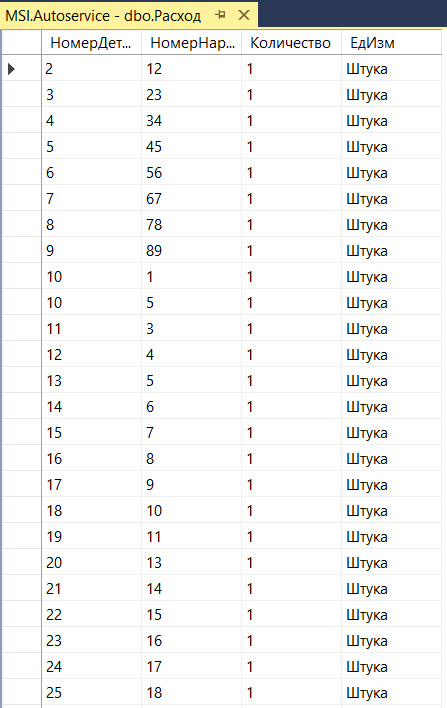 MSI.Autoservice - dbo.Расход
НомерДет... НомерНар... Количество ЕдИзм
2 12 1 Штука
3 23 1 Штука
4 34 1 Штука
5 45 1 Штука
6 56 1 Штука
7 67 1 Штука
8 78 1 Штука
9 89 1 Штука
10 1 1 Штука
10 5 1 Штука
11 3 1 Штука
12 4 1 Штука
13 5 1 Штука
14 6 1 Штука
15 7 1 Штука
16 8 1 Штука
17 9 1 Штука
18 10 1 Штука
19 11 1 Штука
20 13 1 Штука
21 14 1 Штука
22 15 1 Штука
23 16 1 Штука
24 17 1 Штука
25 18 1 Штука